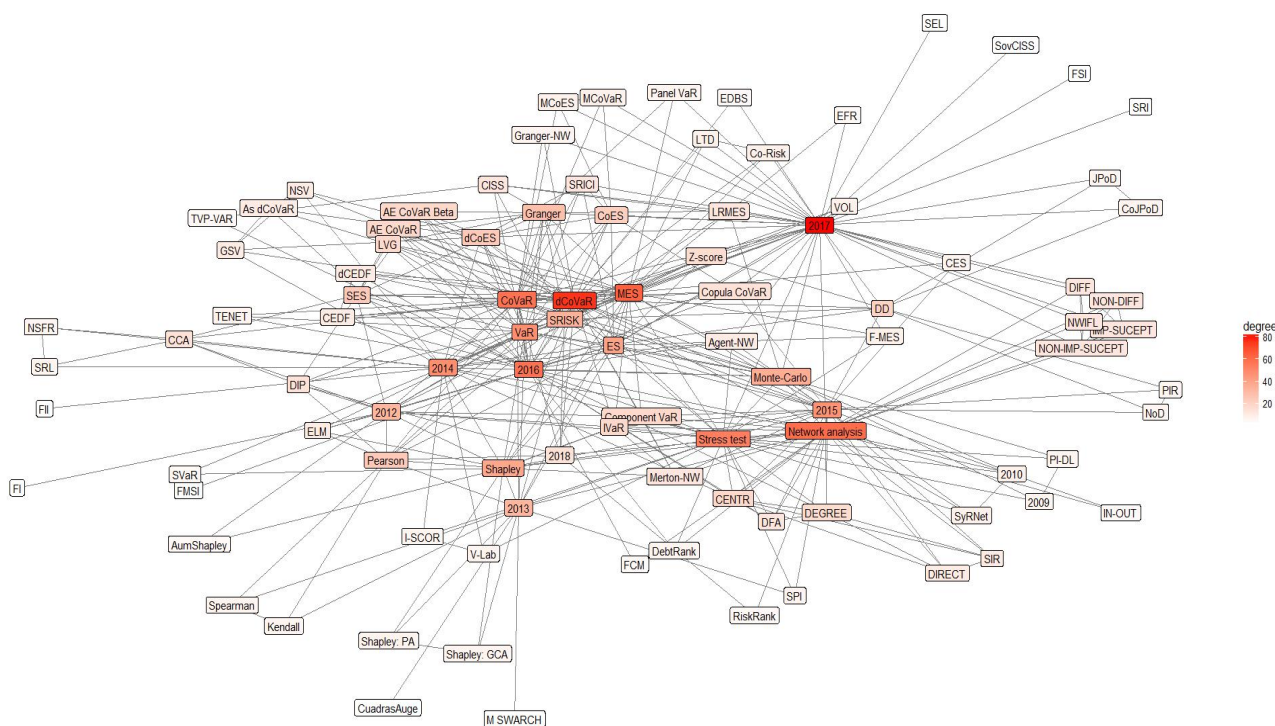 SEL
SovCISS
FSI
SRI
EFR
EDBS
Panel VaR
MCoVaR
MCoES
Granger-NW
LTD
Co-Risk
JPoD
CoJPoD
VOL
2017
CISS
SRICI
NSV
As dCoVaR
TVP-VAR
GSV
AE CoVaR Beta
AE CoVaR
LVG
Granger
CoES
LRMES
dCoES
Z-score
CES
dCEDF
SES
CEDF
TENET
CoVaR
dCoVaR
MES
SRISK
VaR
ES
Copula CoVaR
DD
F-MES
Agent-NW
DIFF
NON-DIFF
NWIFL
IMP-SUCEPT
NON-IMP-SUCEPT
degree
80
60
40
20
NSFR
SRL
CCA
DIP
FII
2014
2016
Monte-Carlo
PIR
NoD
2012
ELM
Component VaR
IVaR
2015
Network analysis
Stress test
Pearson
Shapley
2018
SVaR
FMSI
FI
Merton-NW
PI-DL
2010
2009
IN-OUT
CENTR
DEGREE
DFA
SyRNet
2013
AumShapley
I-SCOR
V-Lab
FCM
DebtRank
SIR
DIRECT
SPI
RiskRank
Spearman
Kendall
Shapley: PA
Shapley: GCA
CuadrasAuge
M SWARCH